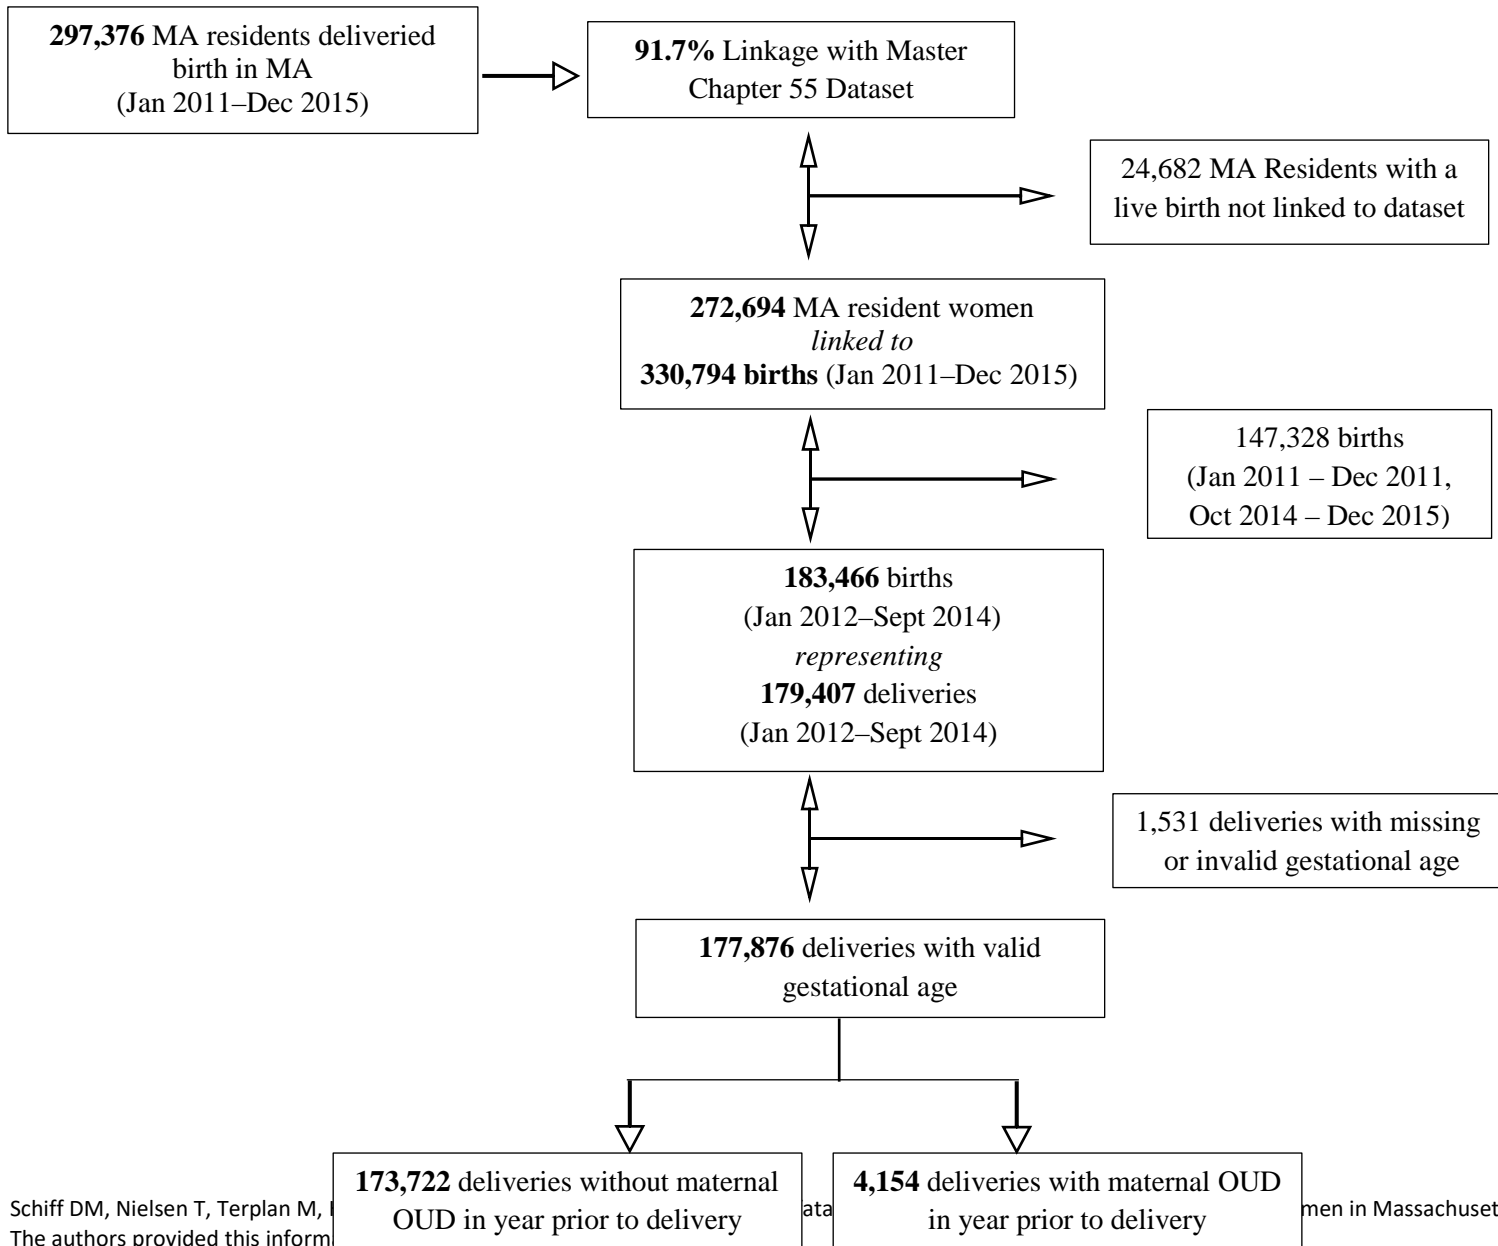 297,376 MA residents deliveried
birth in MA
(Jan 2011–Dec 2015)
91.7% Linkage with Master
Chapter 55 Dataset
24,682 MA Residents with a
live birth not linked to dataset
272,694 MA resident women
linked to
330,794 births (Jan 2011–Dec 2015)
147,328 births
(Jan 2011 – Dec 2011,
Oct 2014 – Dec 2015)
183,466 births
(Jan 2012–Sept 2014)
representing
179,407 deliveries
(Jan 2012–Sept 2014)
1,531 deliveries with missing
or invalid gestational age
177,876 deliveries with valid
gestational age
173,722 deliveries without maternal
OUD in year prior to delivery
4,154 deliveries with maternal OUD
in year prior to delivery
Schiff DM, Nielsen T, Terplan M,
The authors provided this